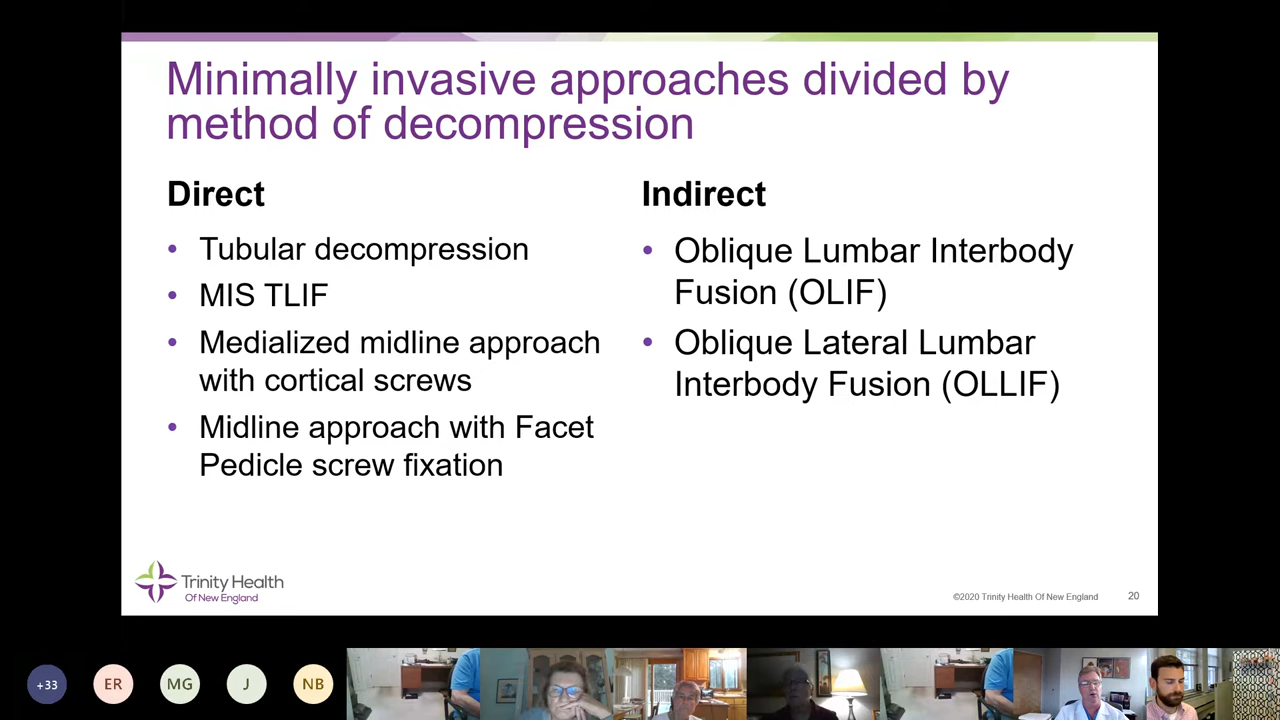 Minimally invasive approaches divided by
method of decompression
Direct
• Tubular decompression
• MIS TLIF
• Medialized midline approach
with cortical screws
• Midline approach with Facet
Pedicle screw fixation
Indirect
• Oblique Lumbar Interbody
Fusion (OLIF)
• Oblique Lateral Lumbar
Interbody Fusion (OLLIF)
Trinity Health
Of New England
©2020 Trinity Health Of New England
20
+33
ER
MG
J
NB